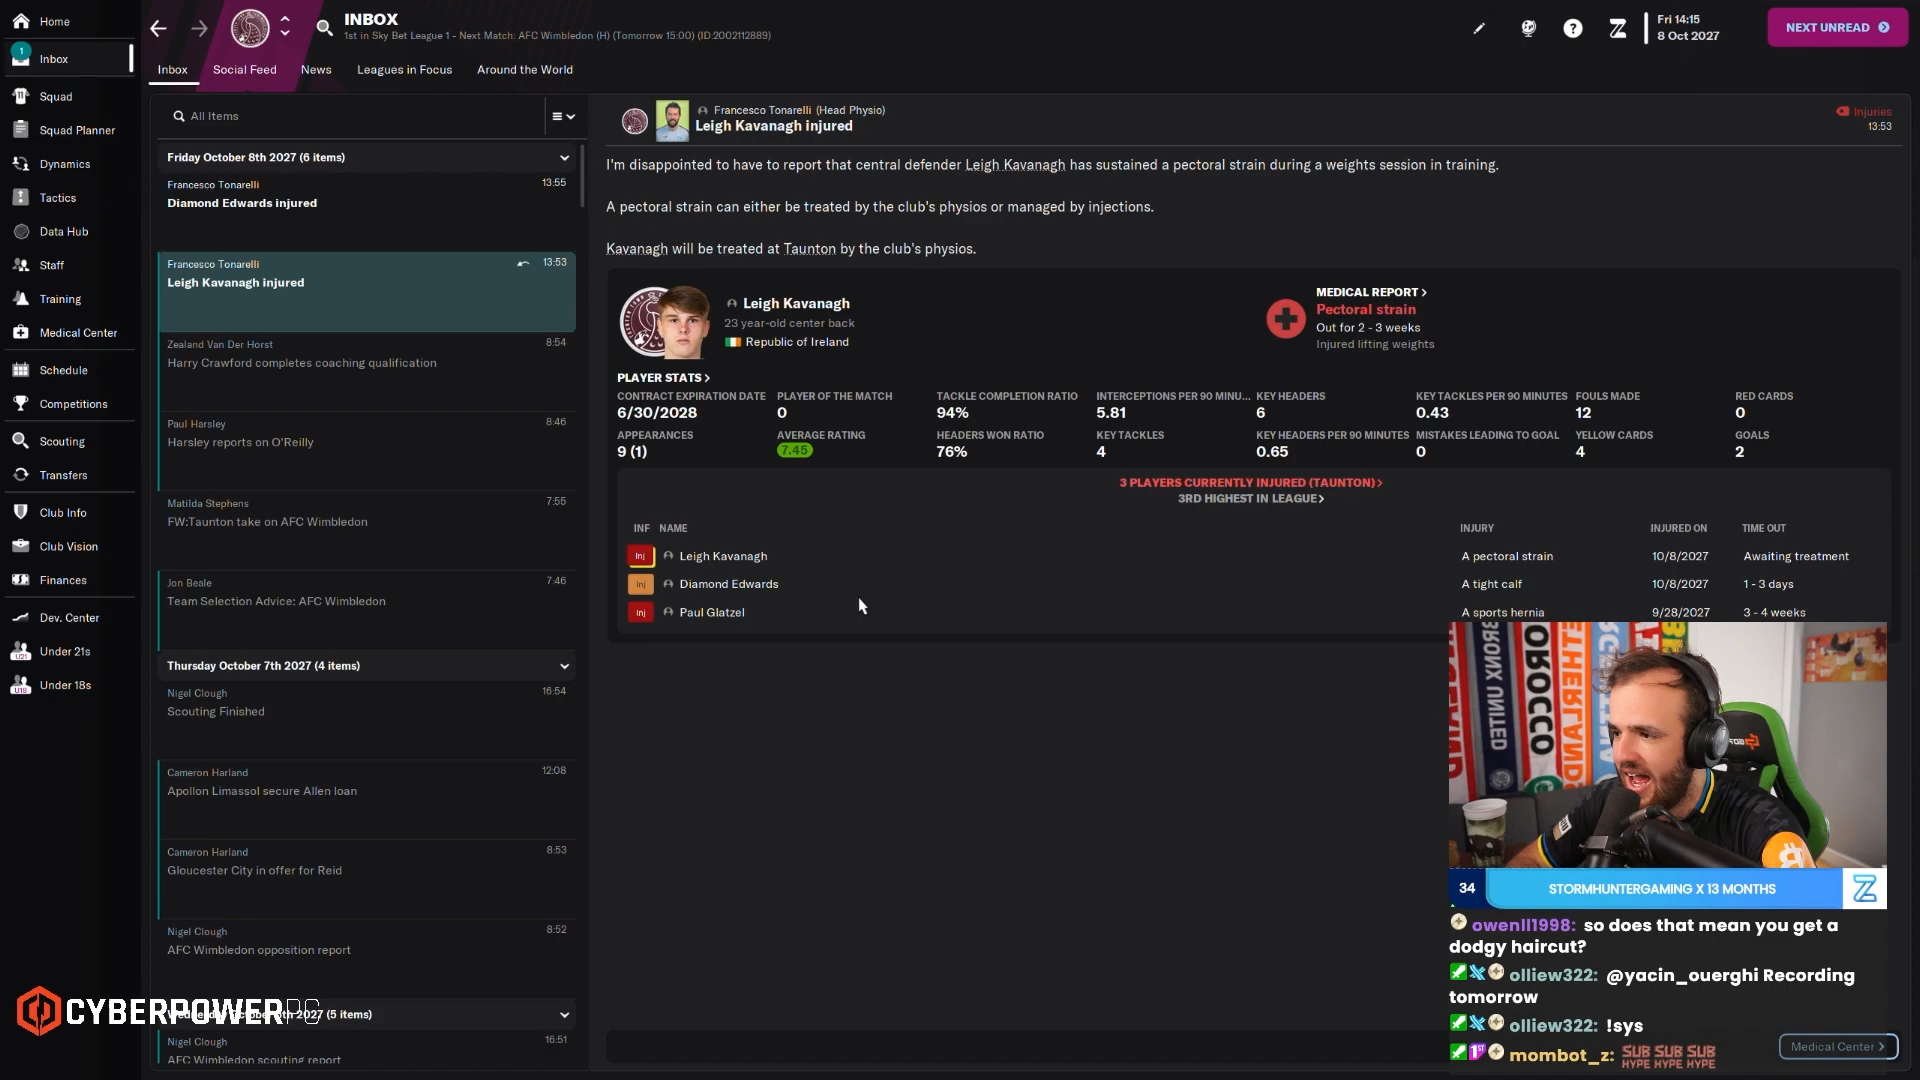 Home
Inbox
1
Squad
Squad Planner
Dynamics
Tactics
Data Hub
Staff
Training
Medical Center
Schedule
Competitions
Scouting
Transfers
Club Info
Club Vision
Finances
Dev. Center
Under 21s
Under 18s
INBOX
1st in Sky Bet League 1 - Next Match: AFC Wimbledon (H) (Tomorrow 15:00) (ID:2002112889)
Inbox Social Feed News Leagues in Focus Around the World
Fri 14:15
8 Oct 2027
NEXT UNREAD
All Items
Friday October 8th 2027 (6 items)
Francesco Tonarelli 13:55
Diamond Edwards injured
Francesco Tonarelli 13:53
Leigh Kavanagh injured
Zealand Van Der Horst 8:54
Harry Crawford completes coaching qualification
Paul Harsley 8:46
Harsley reports on O'Reilly
Matilda Stephens 7:55
FW:Taunton take on AFC Wimbledon
Jon Beale 7:46
Team Selection Advice: AFC Wimbledon
Thursday October 7th 2027 (4 items)
Nigel Clough 16:54
Scouting Finished
Cameron Harland 12:08
Apollon Limassol secure Allen loan
Cameron Harland 8:53
Gloucester City in offer for Reid
Nigel Clough 8:52
AFC Wimbledon opposition report
2027 (5 items)
Nigel Clough 16:51
AFC Wimbledon scouting report
CYBERPOWERPC
Francesco Tonarelli (Head Physio)
Leigh Kavanagh injured
Injuries
13:53
I'm disappointed to have to report that central defender Leigh Kavanagh has sustained a pectoral strain during a weights session in training.
A pectoral strain can either be treated by the club's physios or managed by injections.
Kavanagh will be treated at Taunton by the club's physios.
Leigh Kavanagh
23 year-old center back
Republic of Ireland
MEDICAL REPORT
Pectoral strain
Out for 2 - 3 weeks
Injured lifting weights
PLAYER STATS
CONTRACT EXPIRATION DATE PLAYER OF THE MATCH TACKLE COMPLETION RATIO INTERCEPTIONS PER 90 MINU... KEY HEADERS KEY TACKLES PER 90 MINUTES FOULS MADE RED CARDS
6/30/2028 0 94% 5.81 6 0.43 12 0
APPEARANCES AVERAGE RATING HEADERS WON RATIO KEY TACKLES KEY HEADERS PER 90 MINUTES MISTAKES LEADING TO GOAL YELLOW CARDS GOALS
9 (1) 7.45 76% 4 0.65 0 4 2
3 PLAYERS CURRENTLY INJURED (TAUNTON)
3RD HIGHEST IN LEAGUE
INF NAME INJURY INJURED ON TIME OUT
Inj Leigh Kavanagh A pectoral strain 10/8/2027 Awaiting treatment
Inj Diamond Edwards A tight calf 10/8/2027 1 - 3 days
Inj Paul Glatzel A sports hernia 9/28/2027 3 - 4 weeks
OROCCO
34 STORMHUNTERGAMING X 13 MONTHS
owenll1998: so does that mean you get a
dodgy haircut?
olliew322: @yacin_ouerghi Recording
tomorrow
olliew322: !sys
mombot_z: SUB SUB SUB
HYPE HYPE HYPE
Medical Center